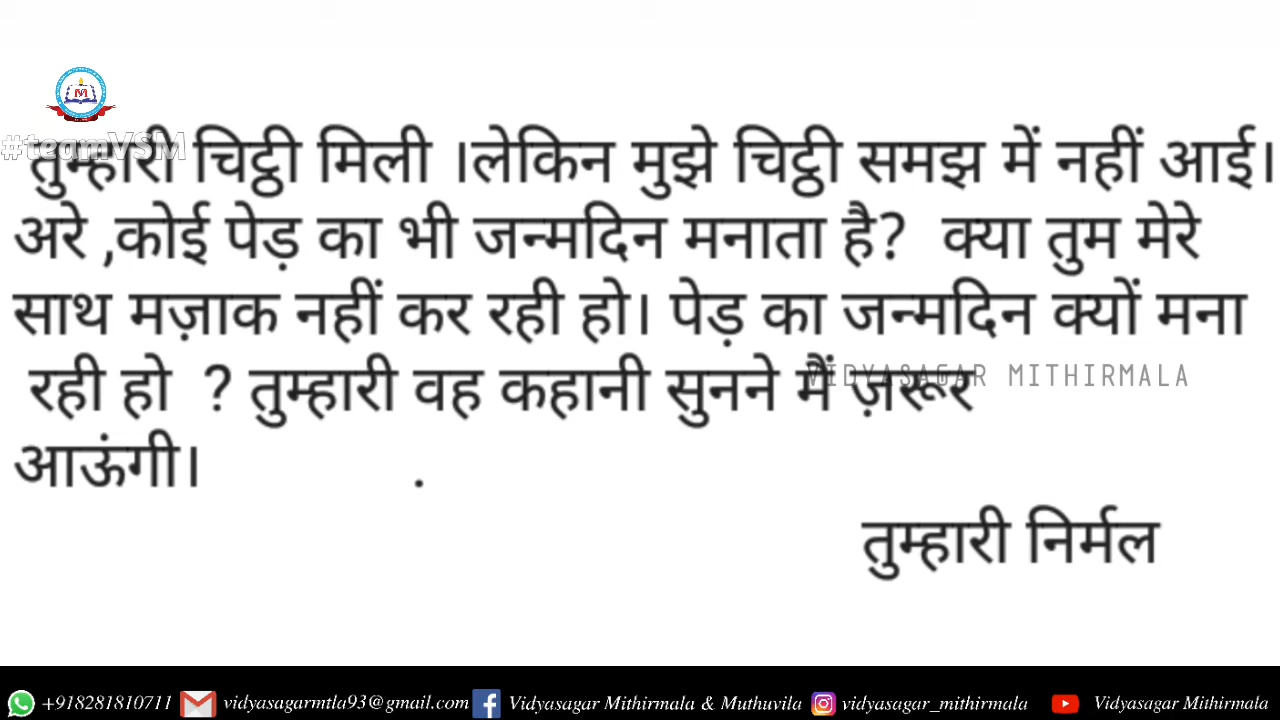 #teamVSM
तुम्हारी चिट्ठी मिली ।लेकिन मुझे चिट्ठी समझ में नहीं आई।
अरे ,कोई पेड़ का भी जन्मदिन मनाता है? क्या तुम मेरे
साथ मज़ाक नहीं कर रही हो। पेड़ का जन्मदिन क्यों मना
रही हो ? तुम्हारी वह कहानी सुनने मैं ज़रूर
VIDYASAGAR MITHIRMALA
आऊंगी। .
तुम्हारी निर्मल
+918281810711 vidyasagarmtla93@gmail.com Vidyasagar Mithirmala & Muthuvila vidyasagar_mithirmala Vidyasagar Mithirmala